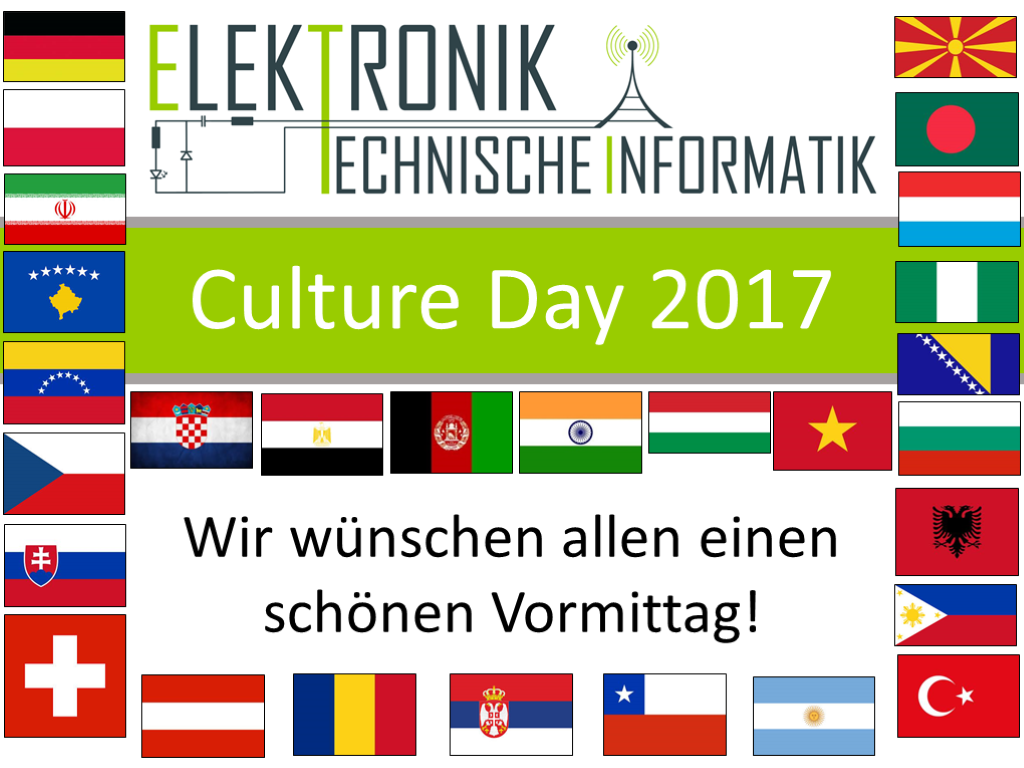 ELEKTRONIK
TECHNISCHE INFORMATIK
Culture Day 2017
Wir wünschen allen einen
schönen Vormittag!